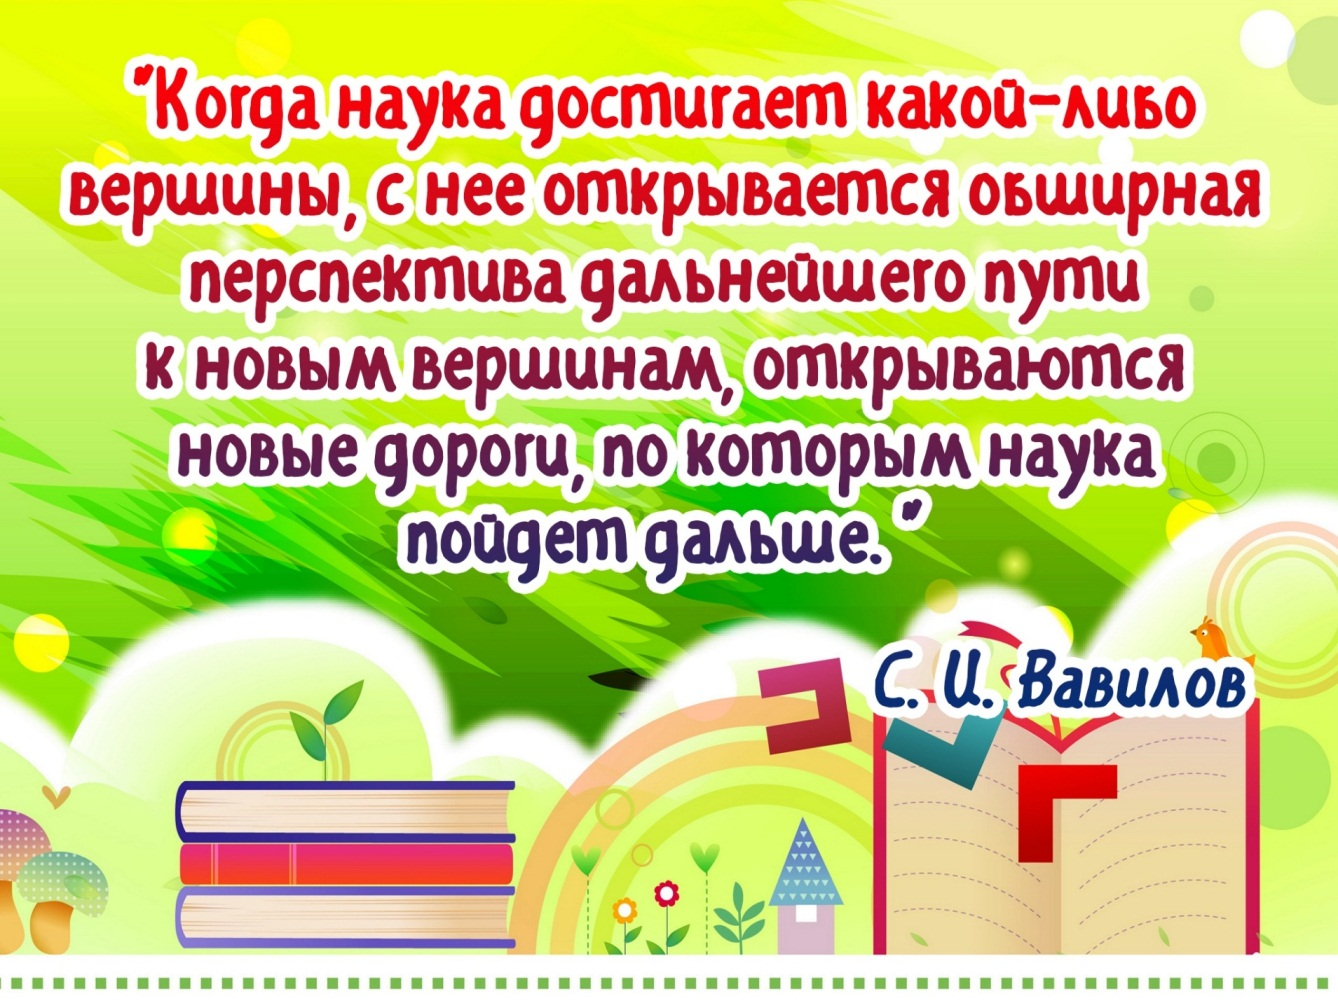 "Когда наука достигает какой-либо
вершины, с нее открывается обширная
перспектива дальнейшего пути
к новым вершинам, открываются
новые дороги, по которым наука
пойдет дальше."
С. И. Вавилов